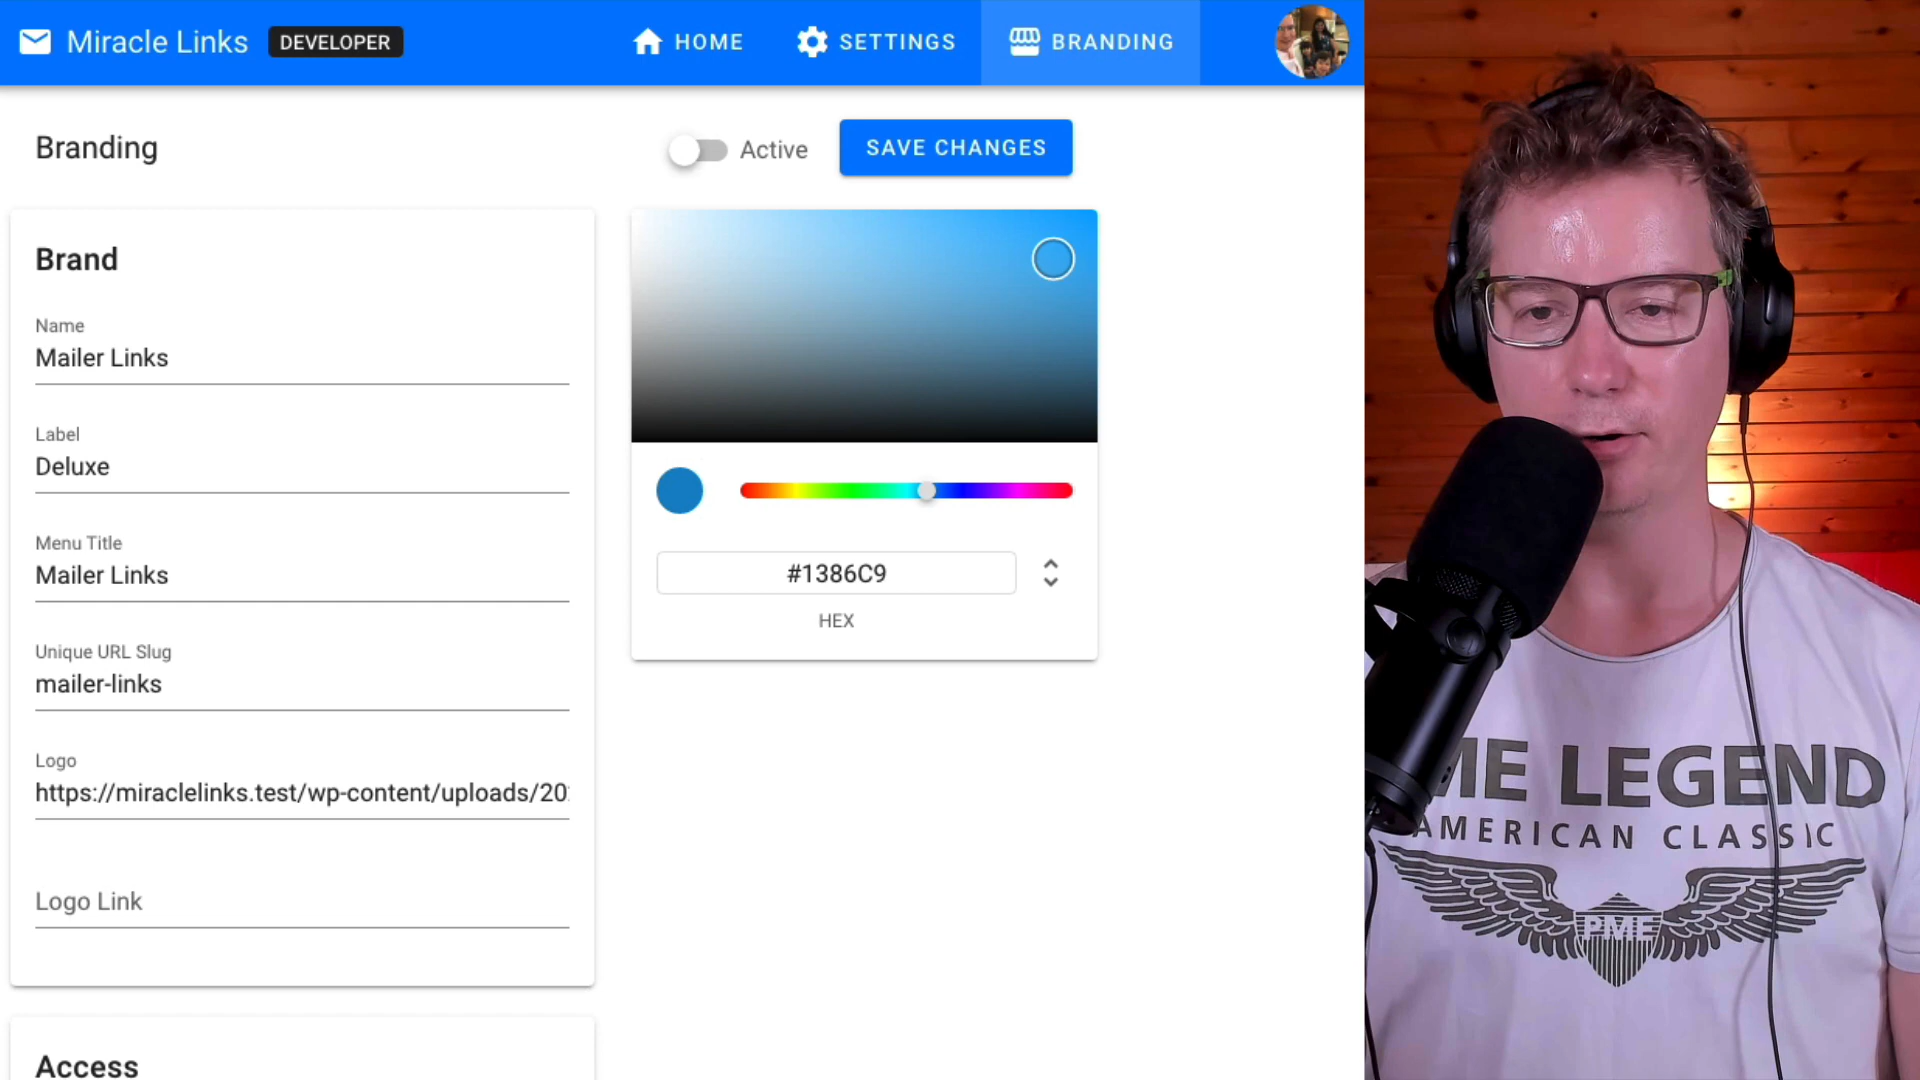 Miracle Links DEVELOPER HOME SETTINGS BRANDING
Branding
Active
SAVE CHANGES
Brand
Name
Mailer Links
Label
Deluxe
Menu Title
Mailer Links
Unique URL Slug
mailer-links
Logo
https://miraclelinks.test/wp-content/uploads/20
Logo Link
Access
#1386C9
HEX
ME LEGEND
AMERICAN CLASSIC
PME